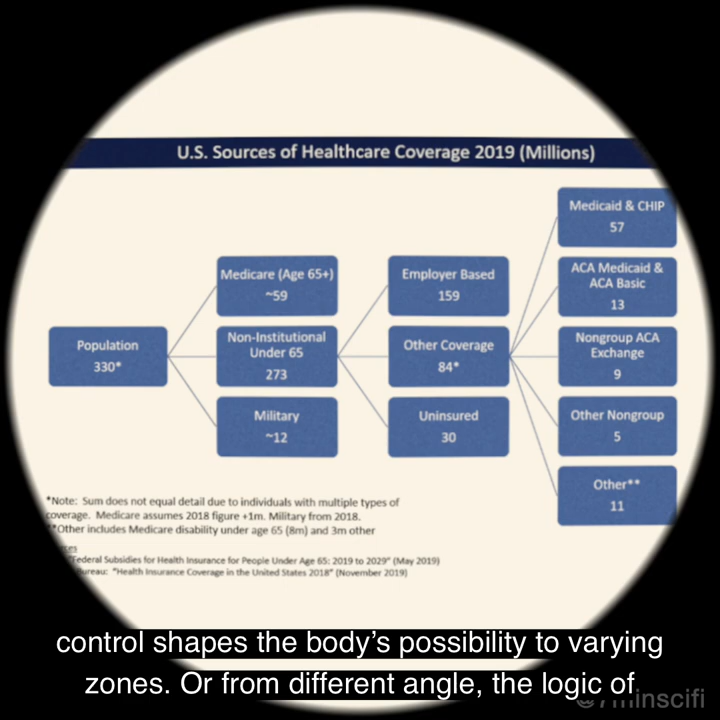 U.S. Sources of Healthcare Coverage 2019 (Millions)
Medicaid & CHIP
57
Medicare (Age 65+)
~59
Employer Based
159
ACA Medicaid &
ACA Basic
13
Population
330*
Non-Institutional
Under 65
273
Other Coverage
84*
Nongroup ACA
Exchange
9
Military
~12
Uninsured
30
Other Nongroup
5
Other**
11
*Note: Sum does not equal detail due to individuals with multiple types of
coverage. Medicare assumes 2018 figure +1m. Military from 2018.
**Other includes Medicare disability under age 65 (8m) and 3m other
"Federal Subsidies for Health Insurance for People Under Age 65: 2019 to 2029" (May 2019)
"Health Insurance Coverage in the United States 2018" (November 2019)
control shapes the body's possibility to varying
zones. Or from different angle, the logic of